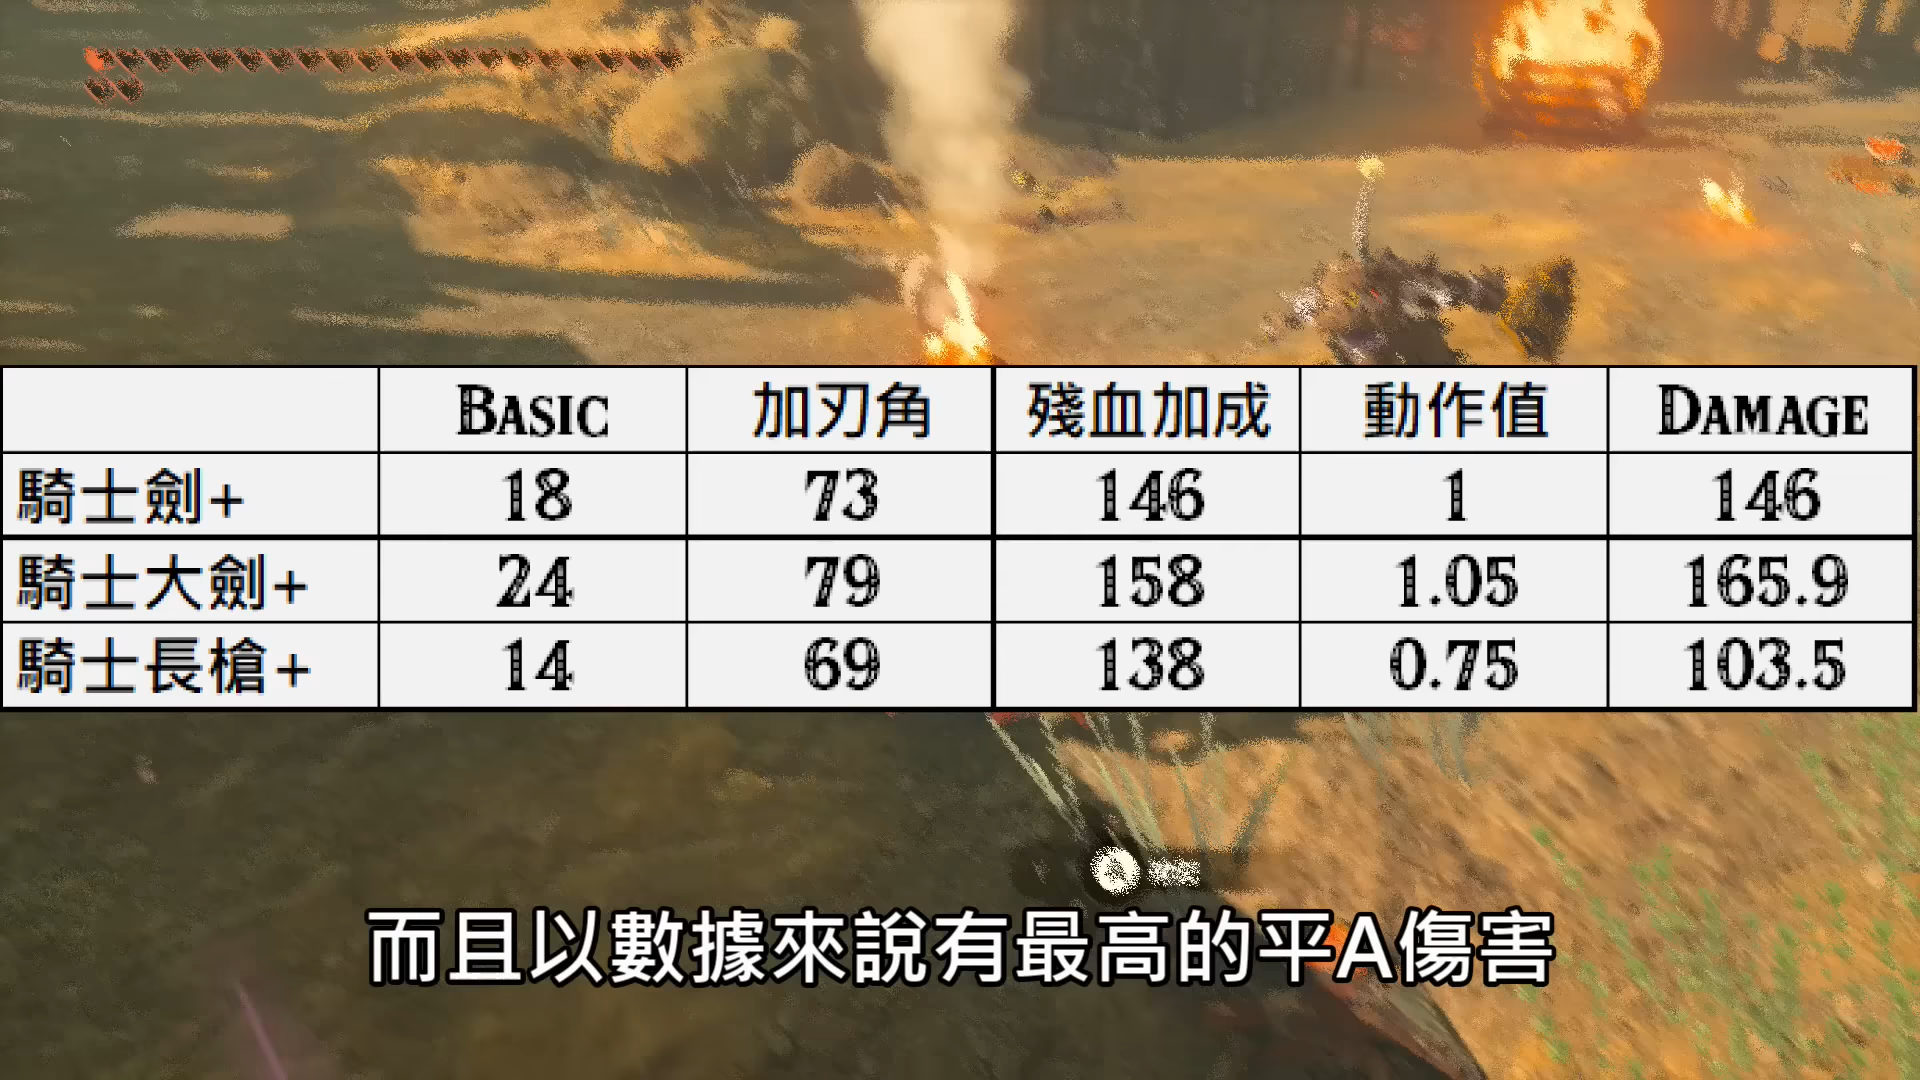 BASIC 加刃角 殘血加成 動作值 DAMAGE
騎士劍+ 18 73 146 1 146
騎士大劍+ 24 79 158 1.05 165.9
騎士長槍+ 14 69 138 0.75 103.5
A
而且以數據來說有最高的平A傷害